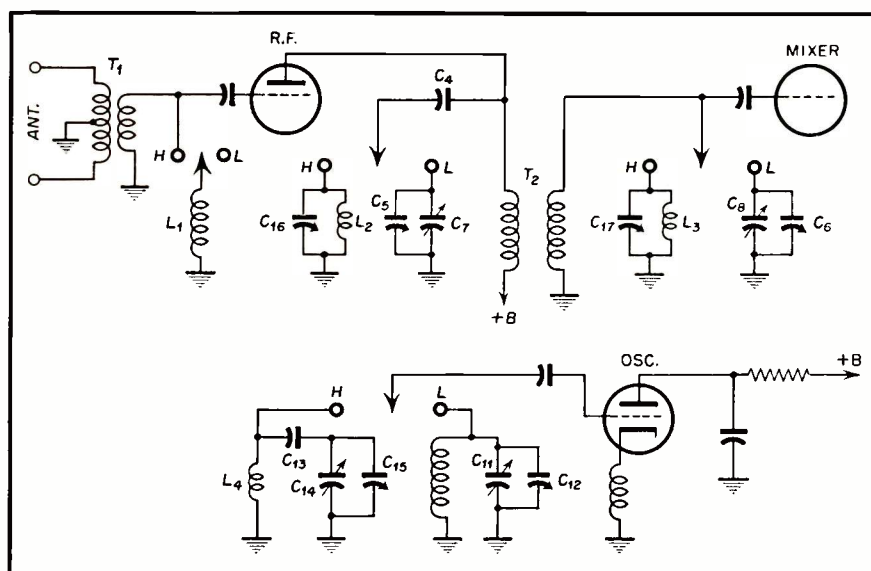 R.F.
MIXER
T1
C4
ANT.
H
L
H
L
T2
H
L
L1
C16
L2
C5
C7
C17
L3
C8
C6
+B
OSC.
+B
H
L
C13
C15
L4
C14
C11
C12